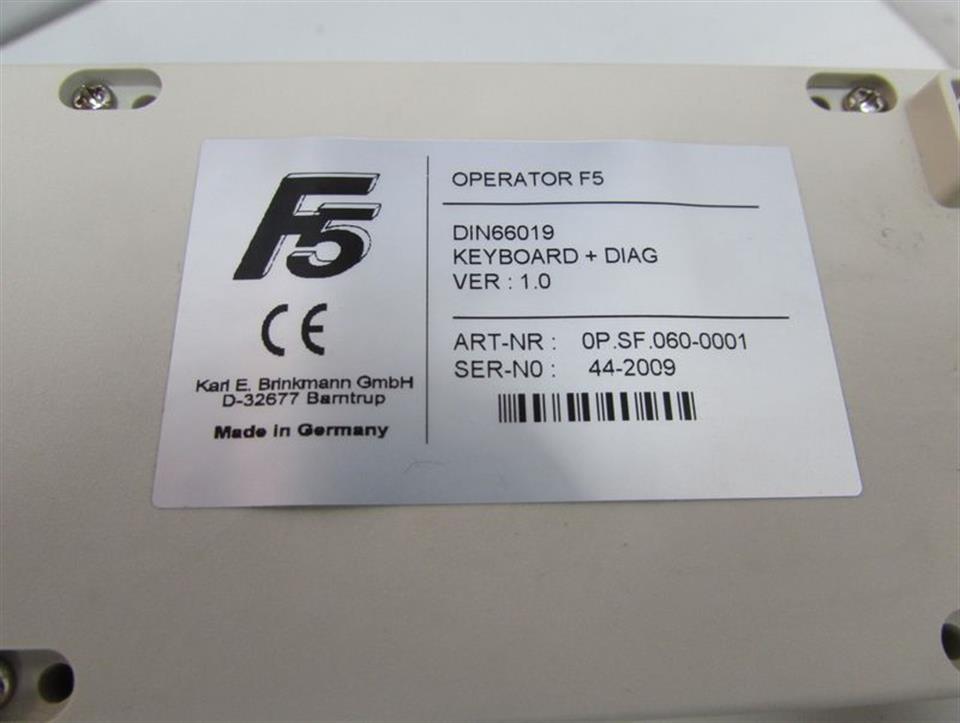 F5
CE
Karl E. Brinkmann GmbH
D-32677 Barntrup
Made in Germany
OPERATOR F5
DIN66019
KEYBOARD + DIAG
VER : 1.0
ART-NR : 0P.SF.060-0001
SER-N0 : 44-2009